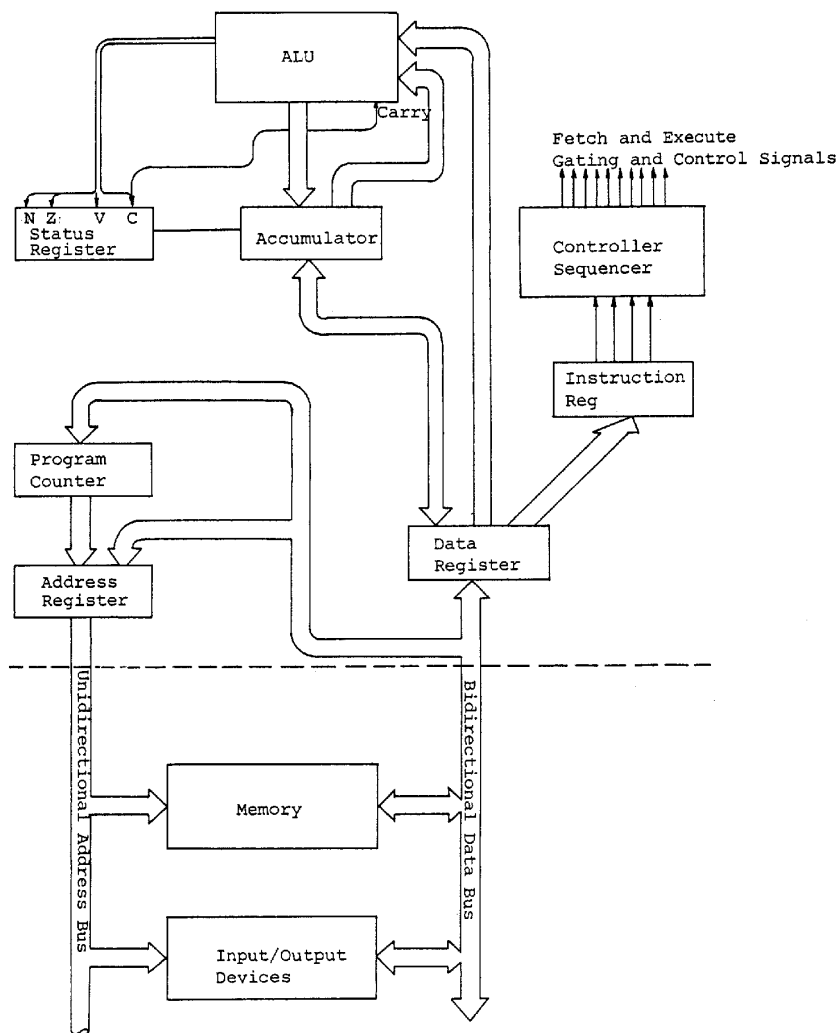 ALU
Carry
Fetch and Execute
Gating and Control Signals
N Z V C
Status
Register
Accumulator
Controller
Sequencer
Instruction
Reg
Program
Counter
Data
Register
Address
Register
Unidirectional Address Bus
Bidirectional Data Bus
Memory
Input/Output
Devices